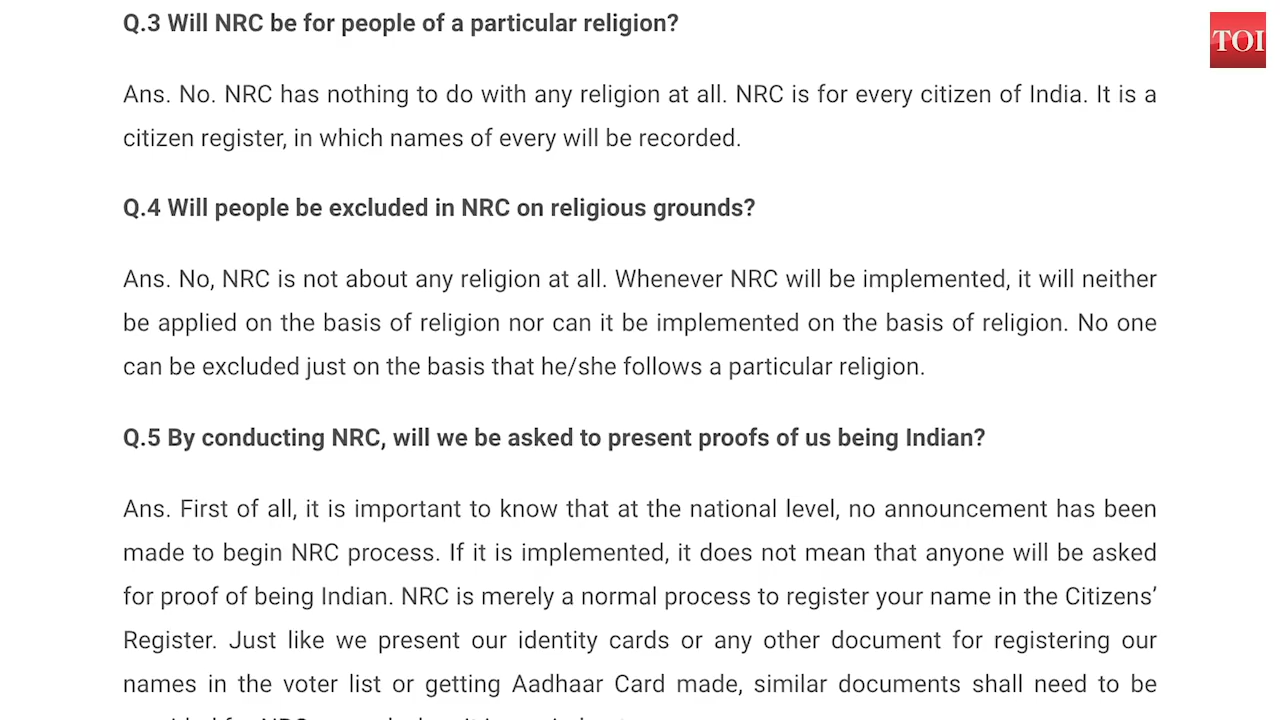 Q.3 Will NRC be for people of a particular religion?
TOI
Ans. No. NRC has nothing to do with any religion at all. NRC is for every citizen of India. It is a
citizen register, in which names of every will be recorded.
Q.4 Will people be excluded in NRC on religious grounds?
Ans. No, NRC is not about any religion at all. Whenever NRC will be implemented, it will neither
be applied on the basis of religion nor can it be implemented on the basis of religion. No one
can be excluded just on the basis that he/she follows a particular religion.
Q.5 By conducting NRC, will we be asked to present proofs of us being Indian?
Ans. First of all, it is important to know that at the national level, no announcement has been
made to begin NRC process. If it is implemented, it does not mean that anyone will be asked
for proof of being Indian. NRC is merely a normal process to register your name in the Citizens’
Register. Just like we present our identity cards or any other document for registering our
names in the voter list or getting Aadhaar Card made, similar documents shall need to be